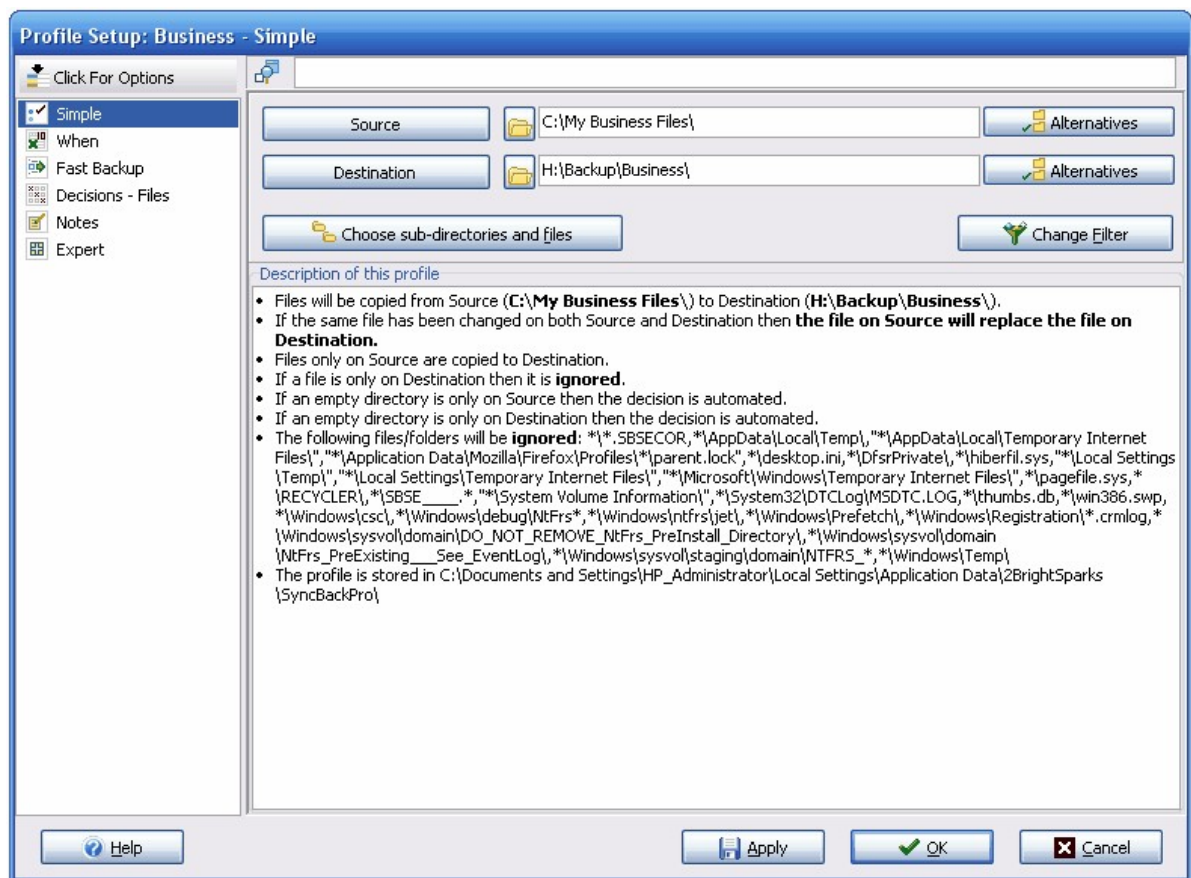 Profile Setup: Business - Simple
Click For Options
Simple
When
Fast Backup
Decisions - Files
Notes
Expert
Source
C:\My Business Files\
Alternatives
Destination
H:\Backup\Business\
Alternatives
Choose sub-directories and files
Change Filter
Description of this profile
• Files will be copied from Source (C:\My Business Files\) to Destination (H:\Backup\Business\).
• If the same file has been changed on both Source and Destination then the file on Source will replace the file on
Destination.
• Files only on Source are copied to Destination.
• If a file is only on Destination then it is ignored.
• If an empty directory is only on Source then the decision is automated.
• If an empty directory is only on Destination then the decision is automated.
• The following files/folders will be ignored: *\*.SBSECOR,*\AppData\Local\Temp\,"*\AppData\Local\Temporary Internet
Files\","*\Application Data\Mozilla\Firefox\Profiles\*\parent.lock",*\desktop.ini,*\DfsrPrivate\,*\hiberfil.sys,"*\Local Settings
\Temp\","*\Local Settings\Temporary Internet Files\","*\Microsoft\Windows\Temporary Internet Files\",*\pagefile.sys,*
\RECYCLER\,*\SBSE____.*,"*\System Volume Information\",*\System32\DTCLog\MSDTC.LOG,*\thumbs.db,*\win386.swp,
*\Windows\csc\,*\Windows\debug\NtFrs*,*\Windows\ntfrs\jet\,*\Windows\Prefetch\,*\Windows\Registration\*.crmlog,*
\Windows\sysvol\domain\DO_NOT_REMOVE_NtFrs_PreInstall_Directory\,*\Windows\sysvol\domain
\NtFrs_PreExisting___See_EventLog\,*\Windows\sysvol\staging\domain\NTFRS_*,*\Windows\Temp\
• The profile is stored in C:\Documents and Settings\HP_Administrator\Local Settings\Application Data\2BrightSparks
\SyncBackPro\
Help
Apply
OK
Cancel